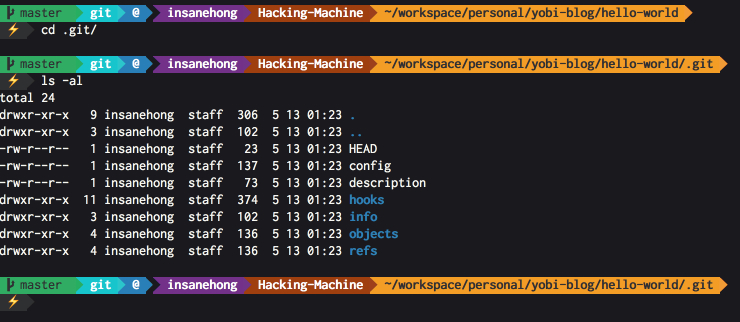 master git @ insanehong Hacking-Machine ~/workspace/personal/yobi-blog/hello-world
⚡ cd .git/
master git @ insanehong Hacking-Machine ~/workspace/personal/yobi-blog/hello-world/.git
⚡ ls -al
total 24
drwxr-xr-x 9 insanehong staff 306 5 13 01:23 .
drwxr-xr-x 3 insanehong staff 102 5 13 01:23 ..
-rw-r--r-- 1 insanehong staff 23 5 13 01:23 HEAD
-rw-r--r-- 1 insanehong staff 137 5 13 01:23 config
-rw-r--r-- 1 insanehong staff 73 5 13 01:23 description
drwxr-xr-x 11 insanehong staff 374 5 13 01:23 hooks
drwxr-xr-x 3 insanehong staff 102 5 13 01:23 info
drwxr-xr-x 4 insanehong staff 136 5 13 01:23 objects
drwxr-xr-x 4 insanehong staff 136 5 13 01:23 refs
master git @ insanehong Hacking-Machine ~/workspace/personal/yobi-blog/hello-world/.git
⚡